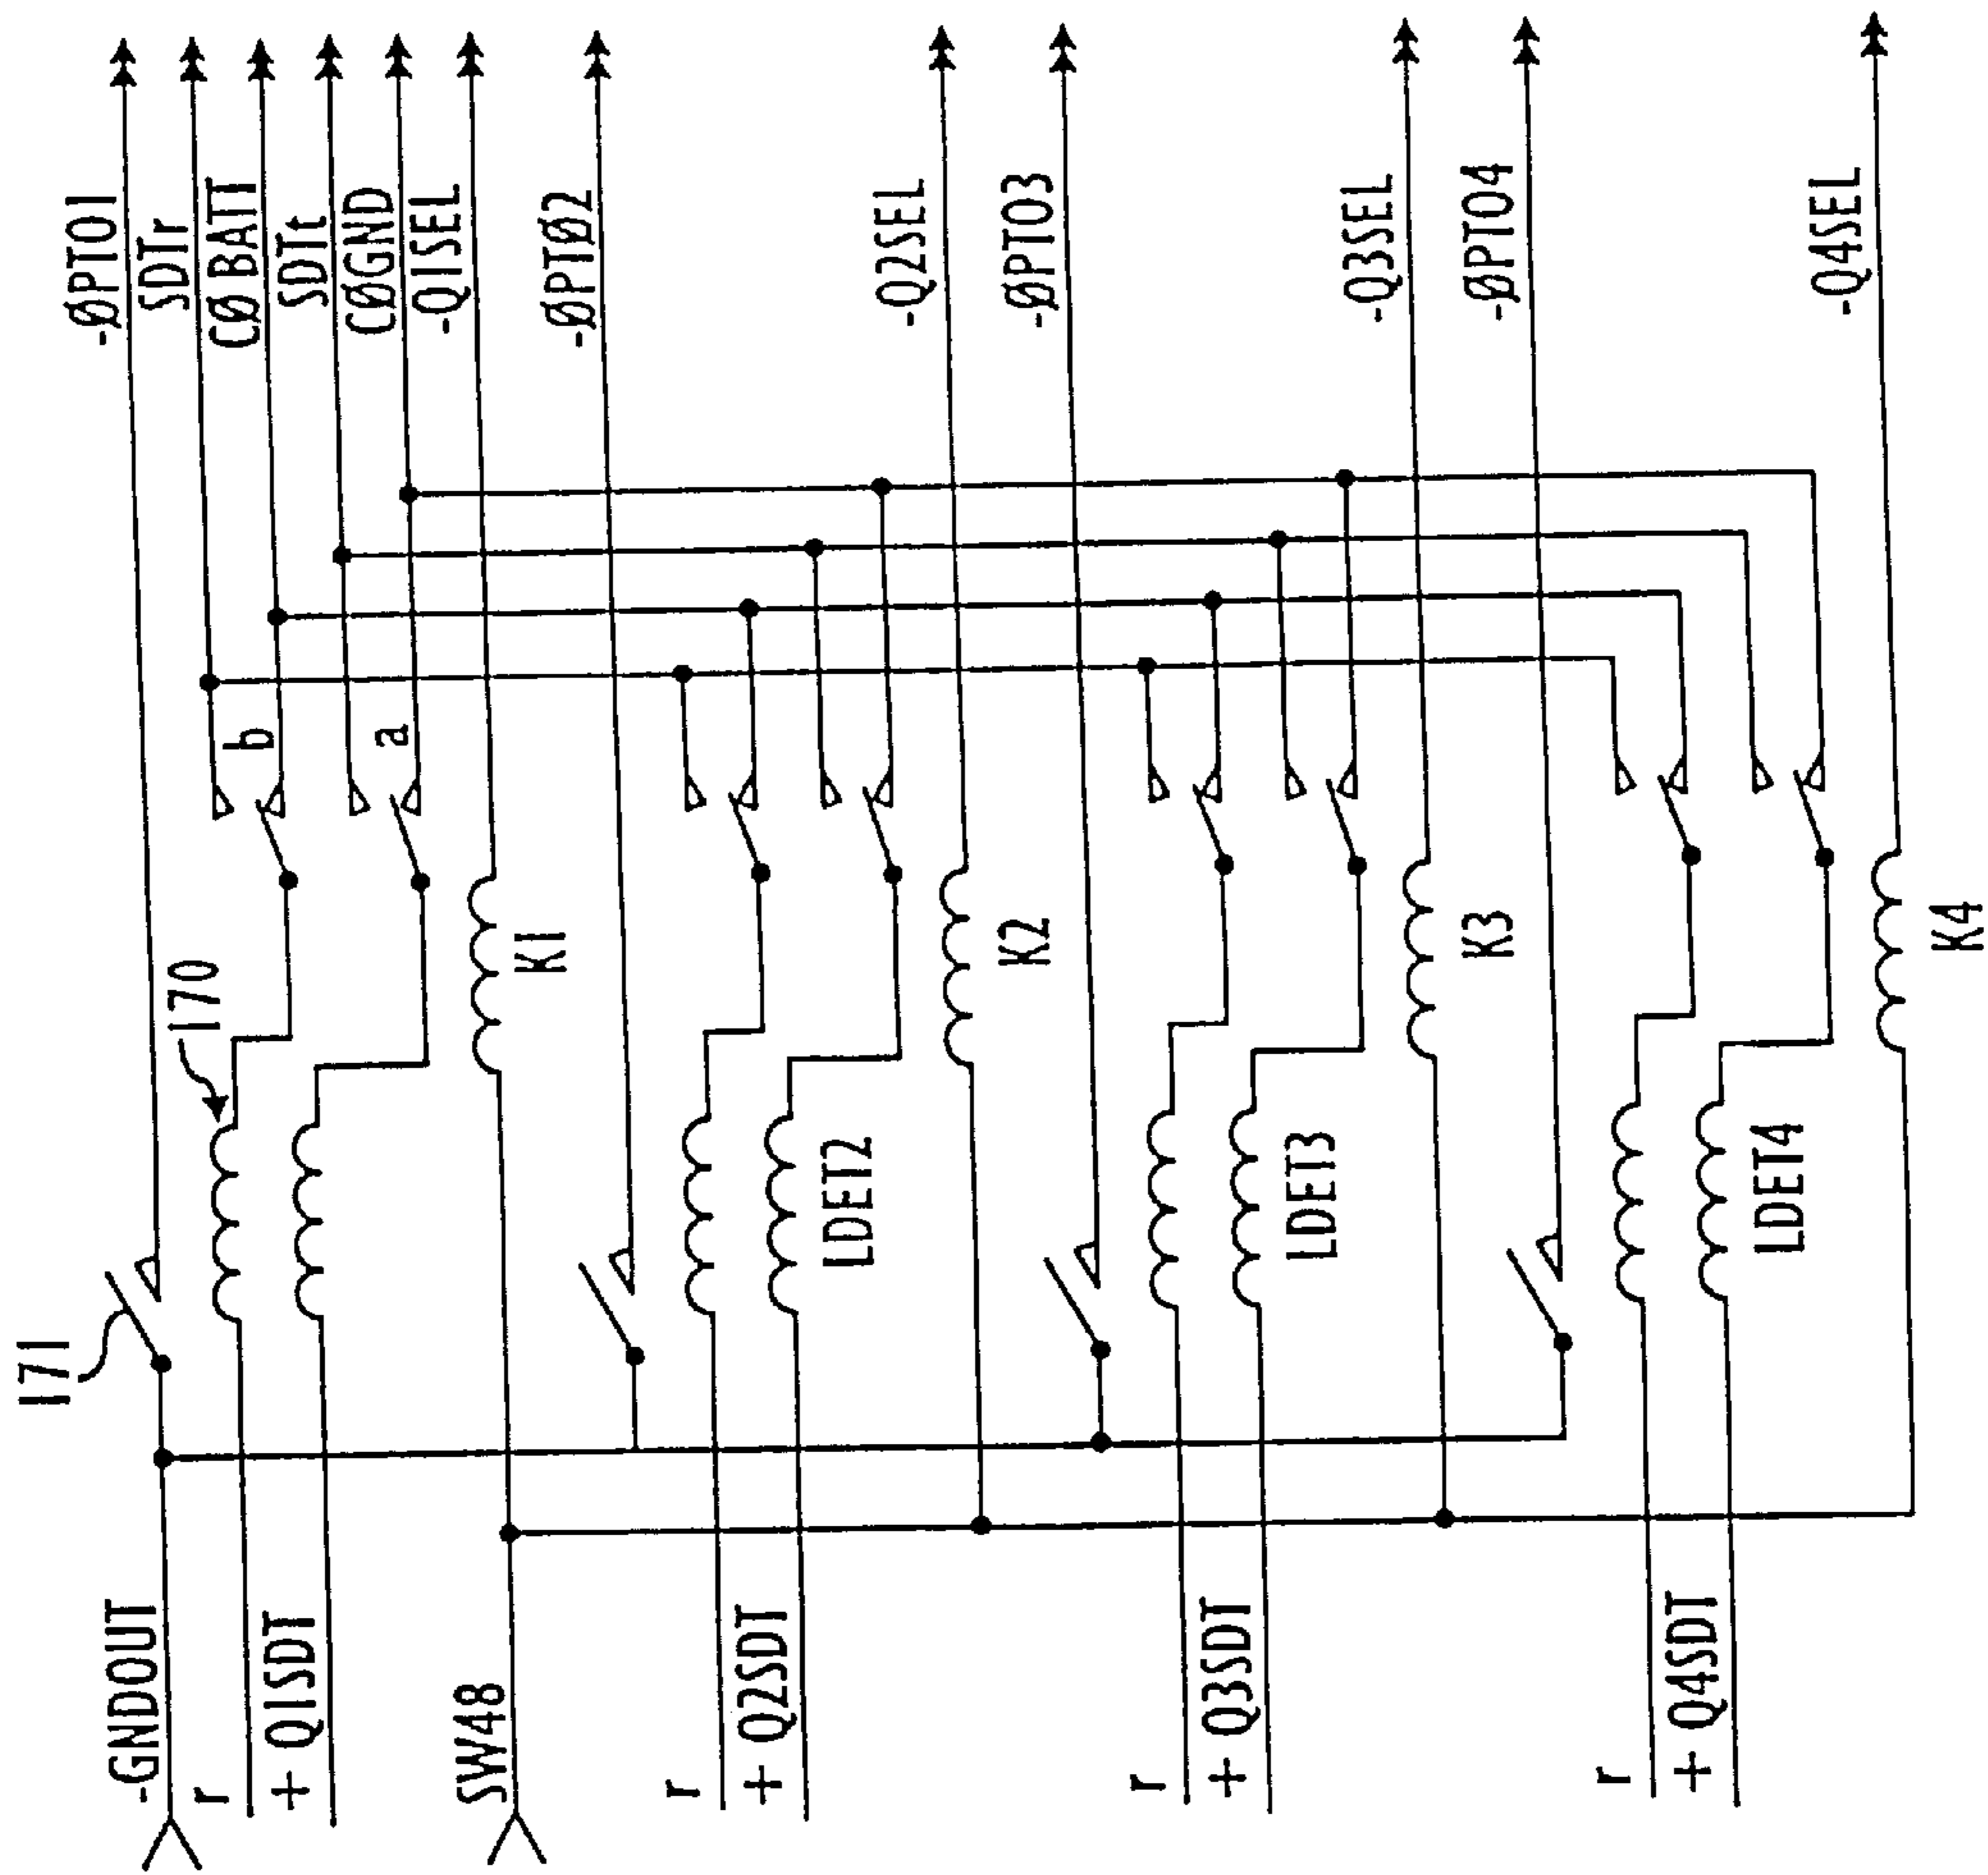 171
170
-GNDOUT
-ØPTO1
r
SDTr
b
CØBATT
+ Q1SDT
SDTt
a
CØGND
SW48
K1
-Q1SEL
-ØPTØ2
r
+ Q2SDT
LDET2
K2
-Q2SEL
-ØPTO3
r
+ Q3SDT
LDET3
K3
-Q3SEL
-ØPTO4
r
+ Q4SDT
LDET4
K4
-Q4SEL